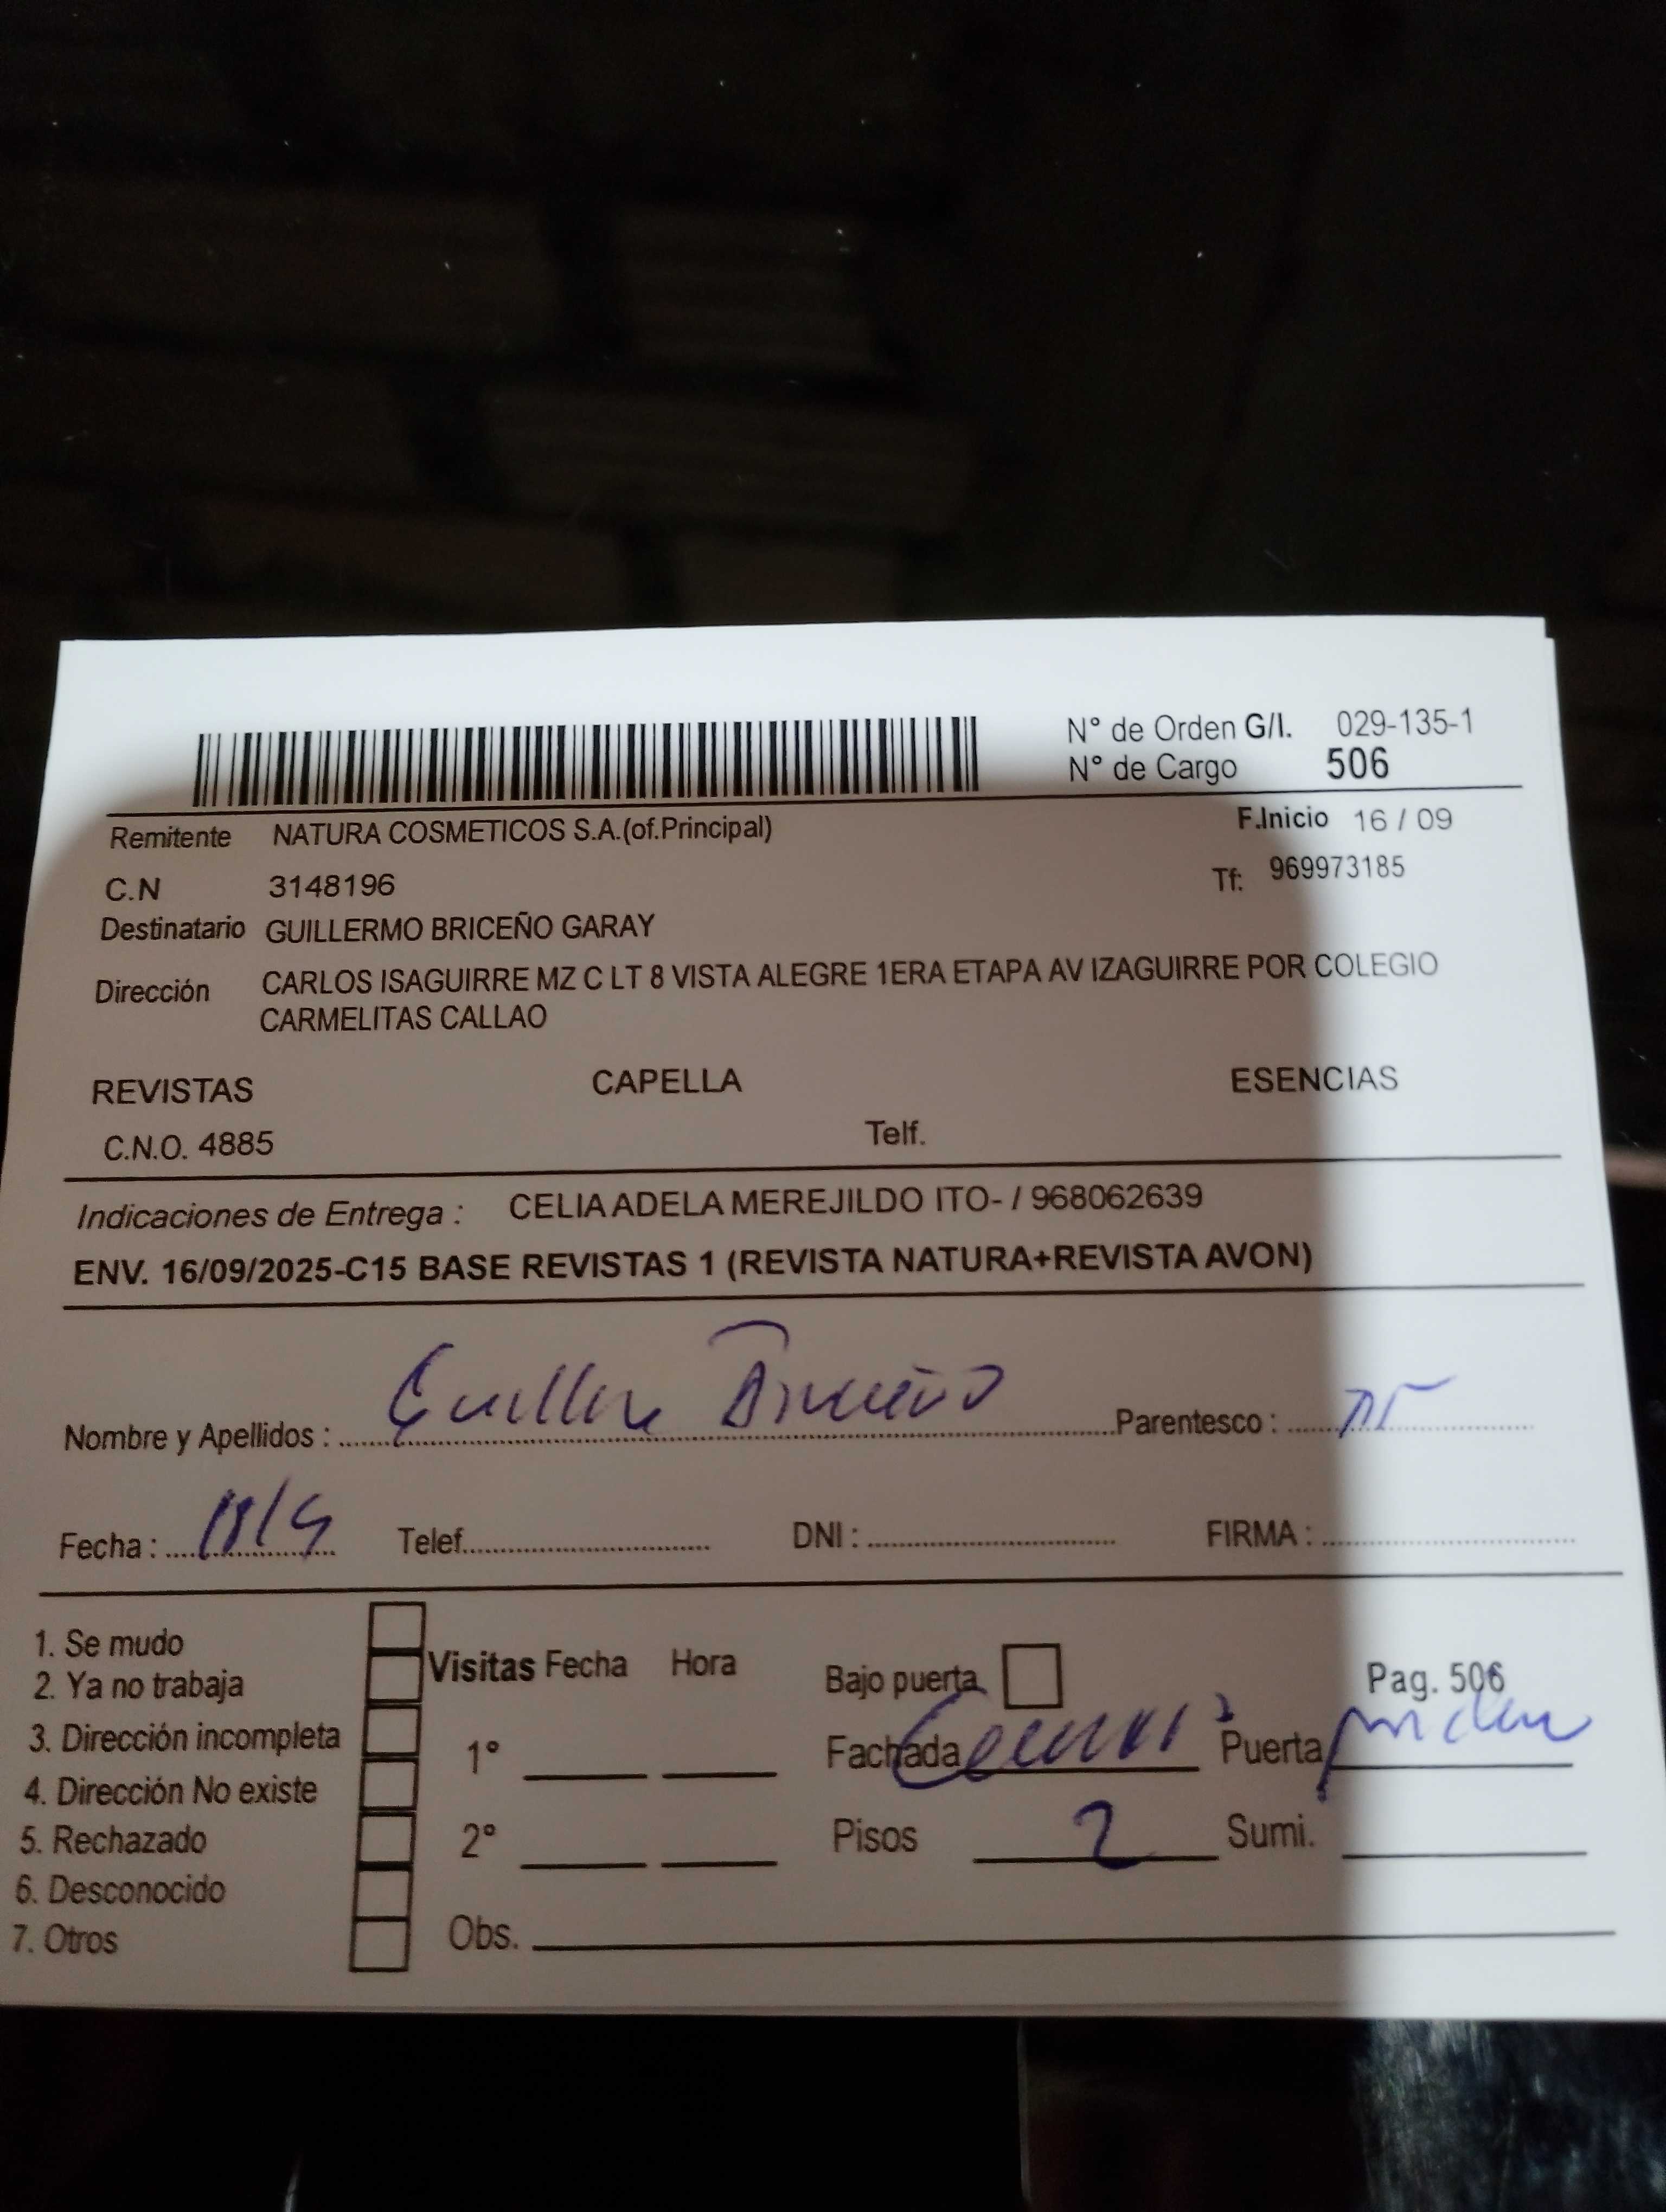 N° de Orden G/I. 029-135-1
N° de Cargo 506
Remitente NATURA COSMETICOS S.A.(of.Principal) F.Inicio 16 / 09
C.N 3148196 Tf: 969973185
Destinatario GUILLERMO BRICEÑO GARAY
Dirección CARLOS ISAGUIRRE MZ C LT 8 VISTA ALEGRE 1ERA ETAPA AV IZAGUIRRE POR COLEGIO
CARMELITAS CALLAO
REVISTAS CAPELLA ESENCIAS
C.N.O. 4885 Telf.
Indicaciones de Entrega : CELIA ADELA MEREJILDO ITO- / 968062639
ENV. 16/09/2025-C15 BASE REVISTAS 1 (REVISTA NATURA+REVISTA AVON)
Nombre y Apellidos : Briceño Parentesco :
Fecha : Telef. DNI : FIRMA :
1. Se mudo
2. Ya no trabaja
3. Dirección incompleta
4. Dirección No existe
5. Rechazado
6. Desconocido
7. Otros
Visitas Fecha Hora
1°
2°
Bajo puerta Pag. 506
Fachada Puerta
Pisos 2 Sumi.
Obs.